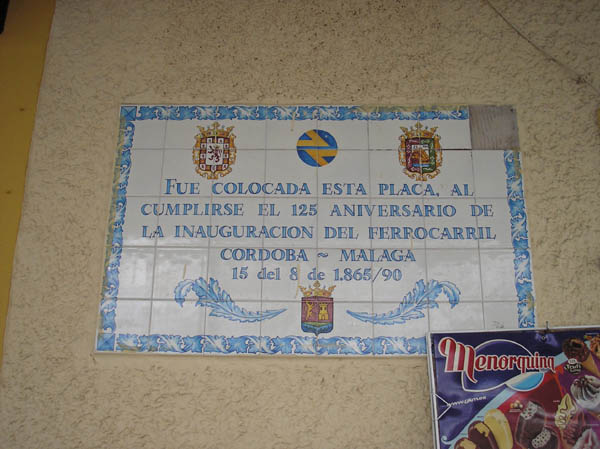 FUE COLOCADA ESTA PLACA, AL
CUMPLIRSE EL 125 ANIVERSARIO DE
LA INAUGURACION DEL FERROCARRIL
CORDOBA ~ MALAGA
15 del 8 de 1.865/90
Menorquina